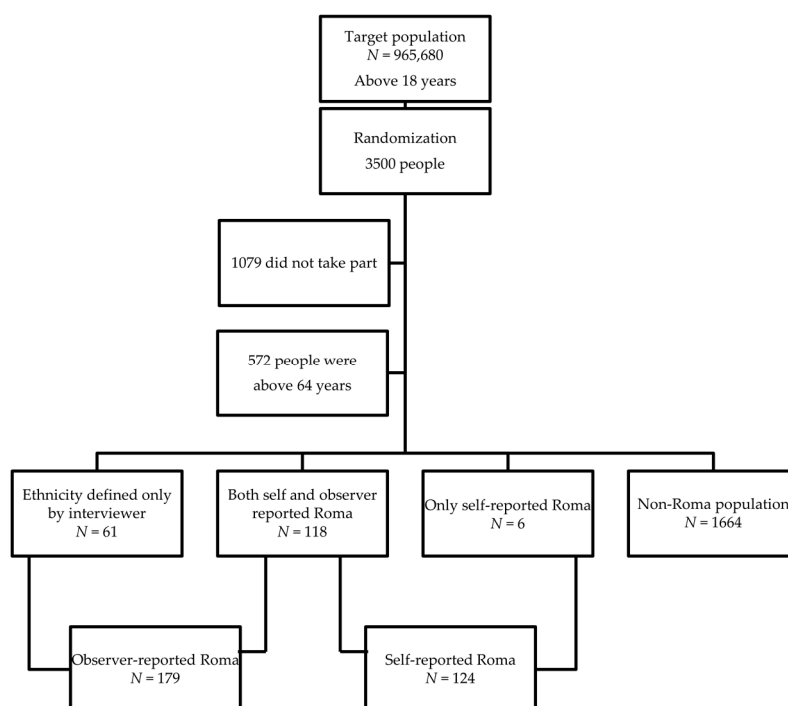 Target population
N = 965,680
Above 18 years
Randomization
3500 people
1079 did not take part
572 people were
above 64 years
Ethnicity defined only
by interviewer
N = 61
Both self and observer
reported Roma
N = 118
Only self-reported Roma
N = 6
Non-Roma population
N = 1664
Observer-reported Roma
N = 179
Self-reported Roma
N = 124